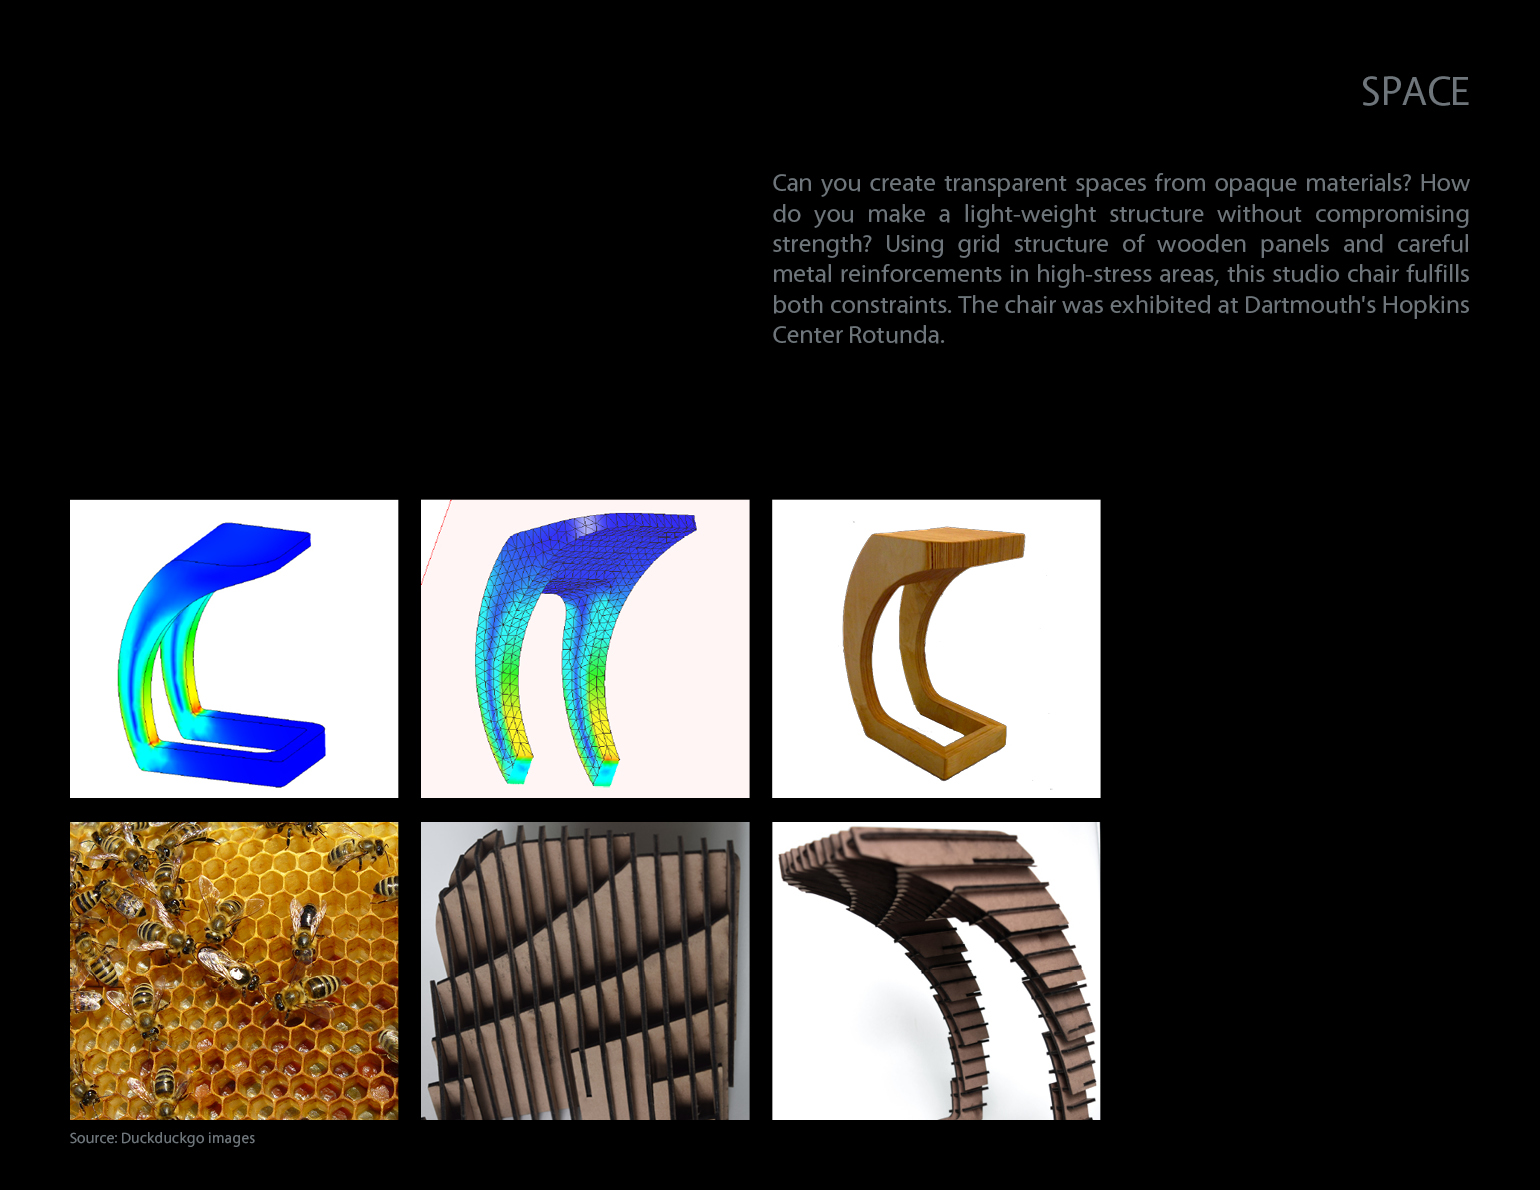 SPACE
Can you create transparent spaces from opaque materials? How
do you make a light-weight structure without compromising
strength? Using grid structure of wooden panels and careful
metal reinforcements in high-stress areas, this studio chair fulfills
both constraints. The chair was exhibited at Dartmouth's Hopkins
Center Rotunda.
Source: Duckduckgo images